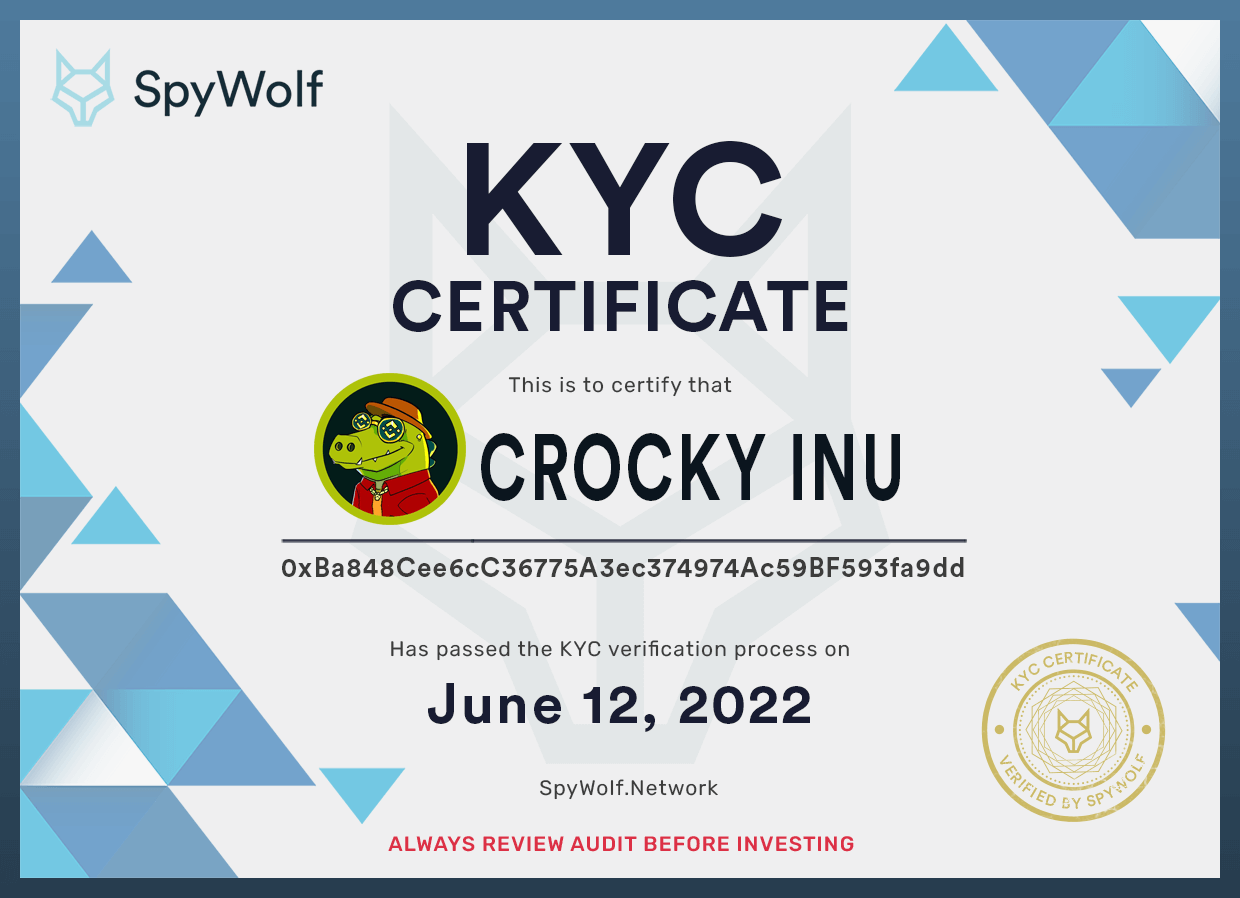 SpyWolf
KYC
CERTIFICATE
This is to certify that
CROCKY INU
0xBa848Cee6cC36775A3ec374974Ac59BF593fa9dd
Has passed the KYC verification process on
June 12, 2022
KYC CERTIFICATE
VERIFIED BY SPYWOLF
SpyWolf.Network
ALWAYS REVIEW AUDIT BEFORE INVESTING